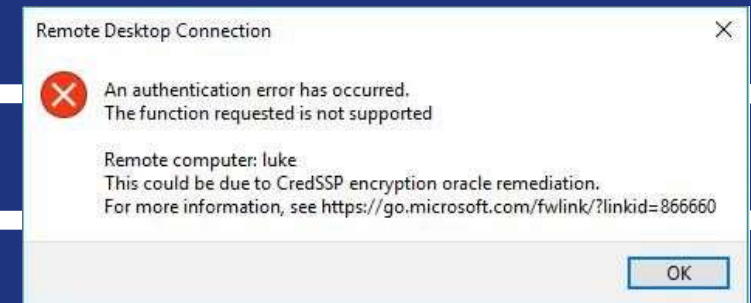 Remote Desktop Connection
An authentication error has occurred.
The function requested is not supported
Remote computer: luke
This could be due to CredSSP encryption oracle remediation.
For more information, see https://go.microsoft.com/fwlink/?linkid=866660
OK